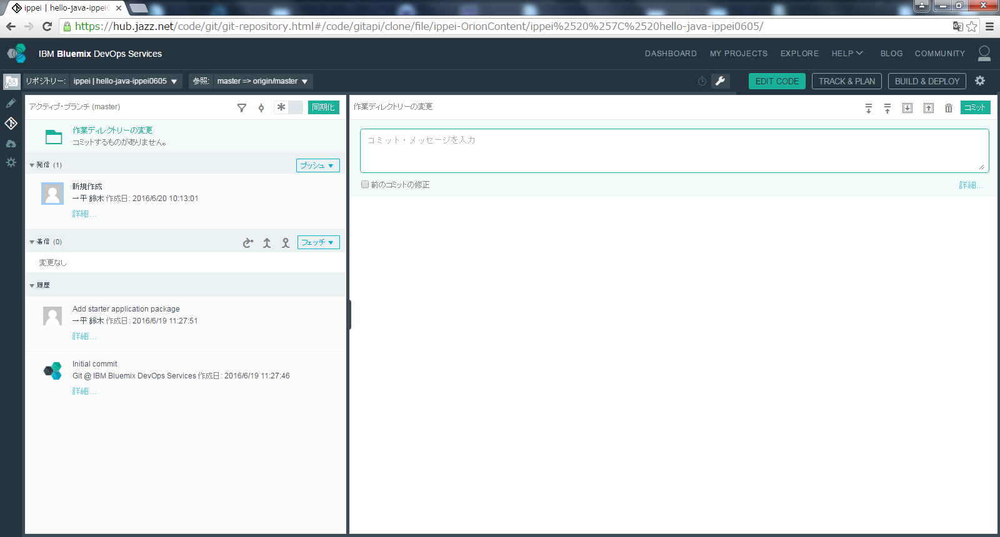 ippei | hello-java-ippei0
https://hub.jazz.net/code/git/git-repository.html#/code/gitapi/clone/file/ippei-OrionContent/ippei%2520%257C%2520hello-java-ippei0605/
IBM Bluemix DevOps Services
DASHBOARD MY PROJECTS EXPLORE HELP BLOG COMMUNITY
リポジトリー: ippei | hello-java-ippei0605 参照: master => origin/master
EDIT CODE TRACK & PLAN BUILD & DEPLOY
アクティブ・ブランチ (master)
同期化
作業ディレクトリーの変更
コミットするものがありません。
発信 (1)
プッシュ
新規作成
一平 鈴木 作成日: 2016/6/20 10:13:01
詳細...
着信 (0)
フェッチ
変更なし
履歴
Add starter application package
一平 鈴木 作成日: 2016/6/19 11:27:51
詳細...
Initial commit
Git @ IBM Bluemix DevOps Services 作成日: 2016/6/19 11:27:46
詳細...
作業ディレクトリーの変更
コミット
コミット・メッセージを入力
前のコミットの修正
詳細...